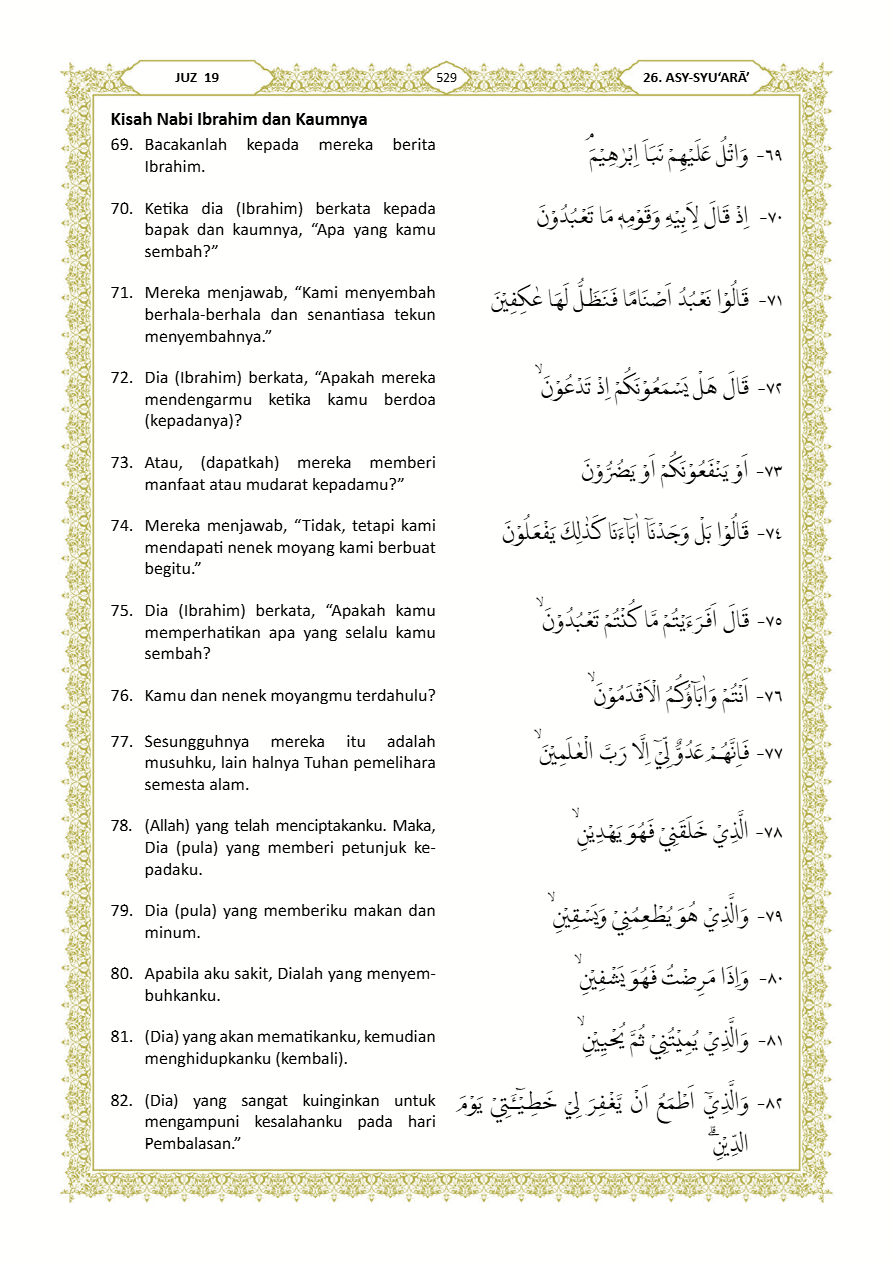 JUZ 19
529
26. ASY-SYU‘ARĀ’
Kisah Nabi Ibrahim dan Kaumnya
69. Bacakanlah kepada mereka berita
Ibrahim.
٦٩- وَاتْلُ عَلَيْهِمْ نَبَاَ اِبْرٰهِيْمَ ۘ
70. Ketika dia (Ibrahim) berkata kepada
bapak dan kaumnya, “Apa yang kamu
sembah?”
٧٠- اِذْ قَالَ لِاَبِيْهِ وَقَوْمِهٖ مَا تَعْبُدُوْنَ
71. Mereka menjawab, “Kami menyembah
berhala-berhala dan senantiasa tekun
menyembahnya.”
٧١- قَالُوْا نَعْبُدُ اَصْنَامًا فَنَظَلُّ لَهَا عٰكِفِيْنَ
72. Dia (Ibrahim) berkata, “Apakah mereka
mendengarmu ketika kamu berdoa
(kepadanya)?
٧٢- قَالَ هَلْ يَسْمَعُوْنَكُمْ اِذْ تَدْعُوْنَ ۙ
73. Atau, (dapatkah) mereka memberi
manfaat atau mudarat kepadamu?”
٧٣- اَوْ يَنْفَعُوْنَكُمْ اَوْ يَضُرُّوْنَ
74. Mereka menjawab, “Tidak, tetapi kami
mendapati nenek moyang kami berbuat
begitu.”
٧٤- قَالُوْا بَلْ وَجَدْنَآ اٰبَاۤءَنَا كَذٰلِكَ يَفْعَلُوْنَ
75. Dia (Ibrahim) berkata, “Apakah kamu
memperhatikan apa yang selalu kamu
sembah?
٧٥- قَالَ اَفَرَءَيْتُمْ مَّا كُنْتُمْ تَعْبُدُوْنَ ۙ
76. Kamu dan nenek moyangmu terdahulu?
٧٦- اَنْتُمْ وَاٰبَاۤؤُكُمُ الْاَقْدَمُوْنَ ۙ
77. Sesungguhnya mereka itu adalah
musuhku, lain halnya Tuhan pemelihara
semesta alam.
٧٧- فَاِنَّهُمْ عَدُوٌّ لِّيْٓ اِلَّا رَبَّ الْعٰلَمِيْنَ ۙ
78. (Allah) yang telah menciptakanku. Maka,
Dia (pula) yang memberi petunjuk ke-
padaku.
٧٨- الَّذِيْ خَلَقَنِيْ فَهُوَ يَهْدِيْنِ ۙ
79. Dia (pula) yang memberiku makan dan
minum.
٧٩- وَالَّذِيْ هُوَ يُطْعِمُنِيْ وَيَسْقِيْنِ ۙ
80. Apabila aku sakit, Dialah yang menyem-
buhkanku.
٨٠- وَاِذَا مَرِضْتُ فَهُوَ يَشْفِيْنِ ۙ
81. (Dia) yang akan mematikanku, kemudian
menghidupkanku (kembali).
٨١- وَالَّذِيْ يُمِيْتُنِيْ ثُمَّ يُحْيِيْنِ ۙ
82. (Dia) yang sangat kuinginkan untuk
mengampuni kesalahanku pada hari
Pembalasan.”
٨٢- وَالَّذِيْٓ اَطْمَعُ اَنْ يَّغْفِرَ لِيْ خَطِيْۤـَٔتِيْ يَوْمَ
الدِّيْنِ ۗ